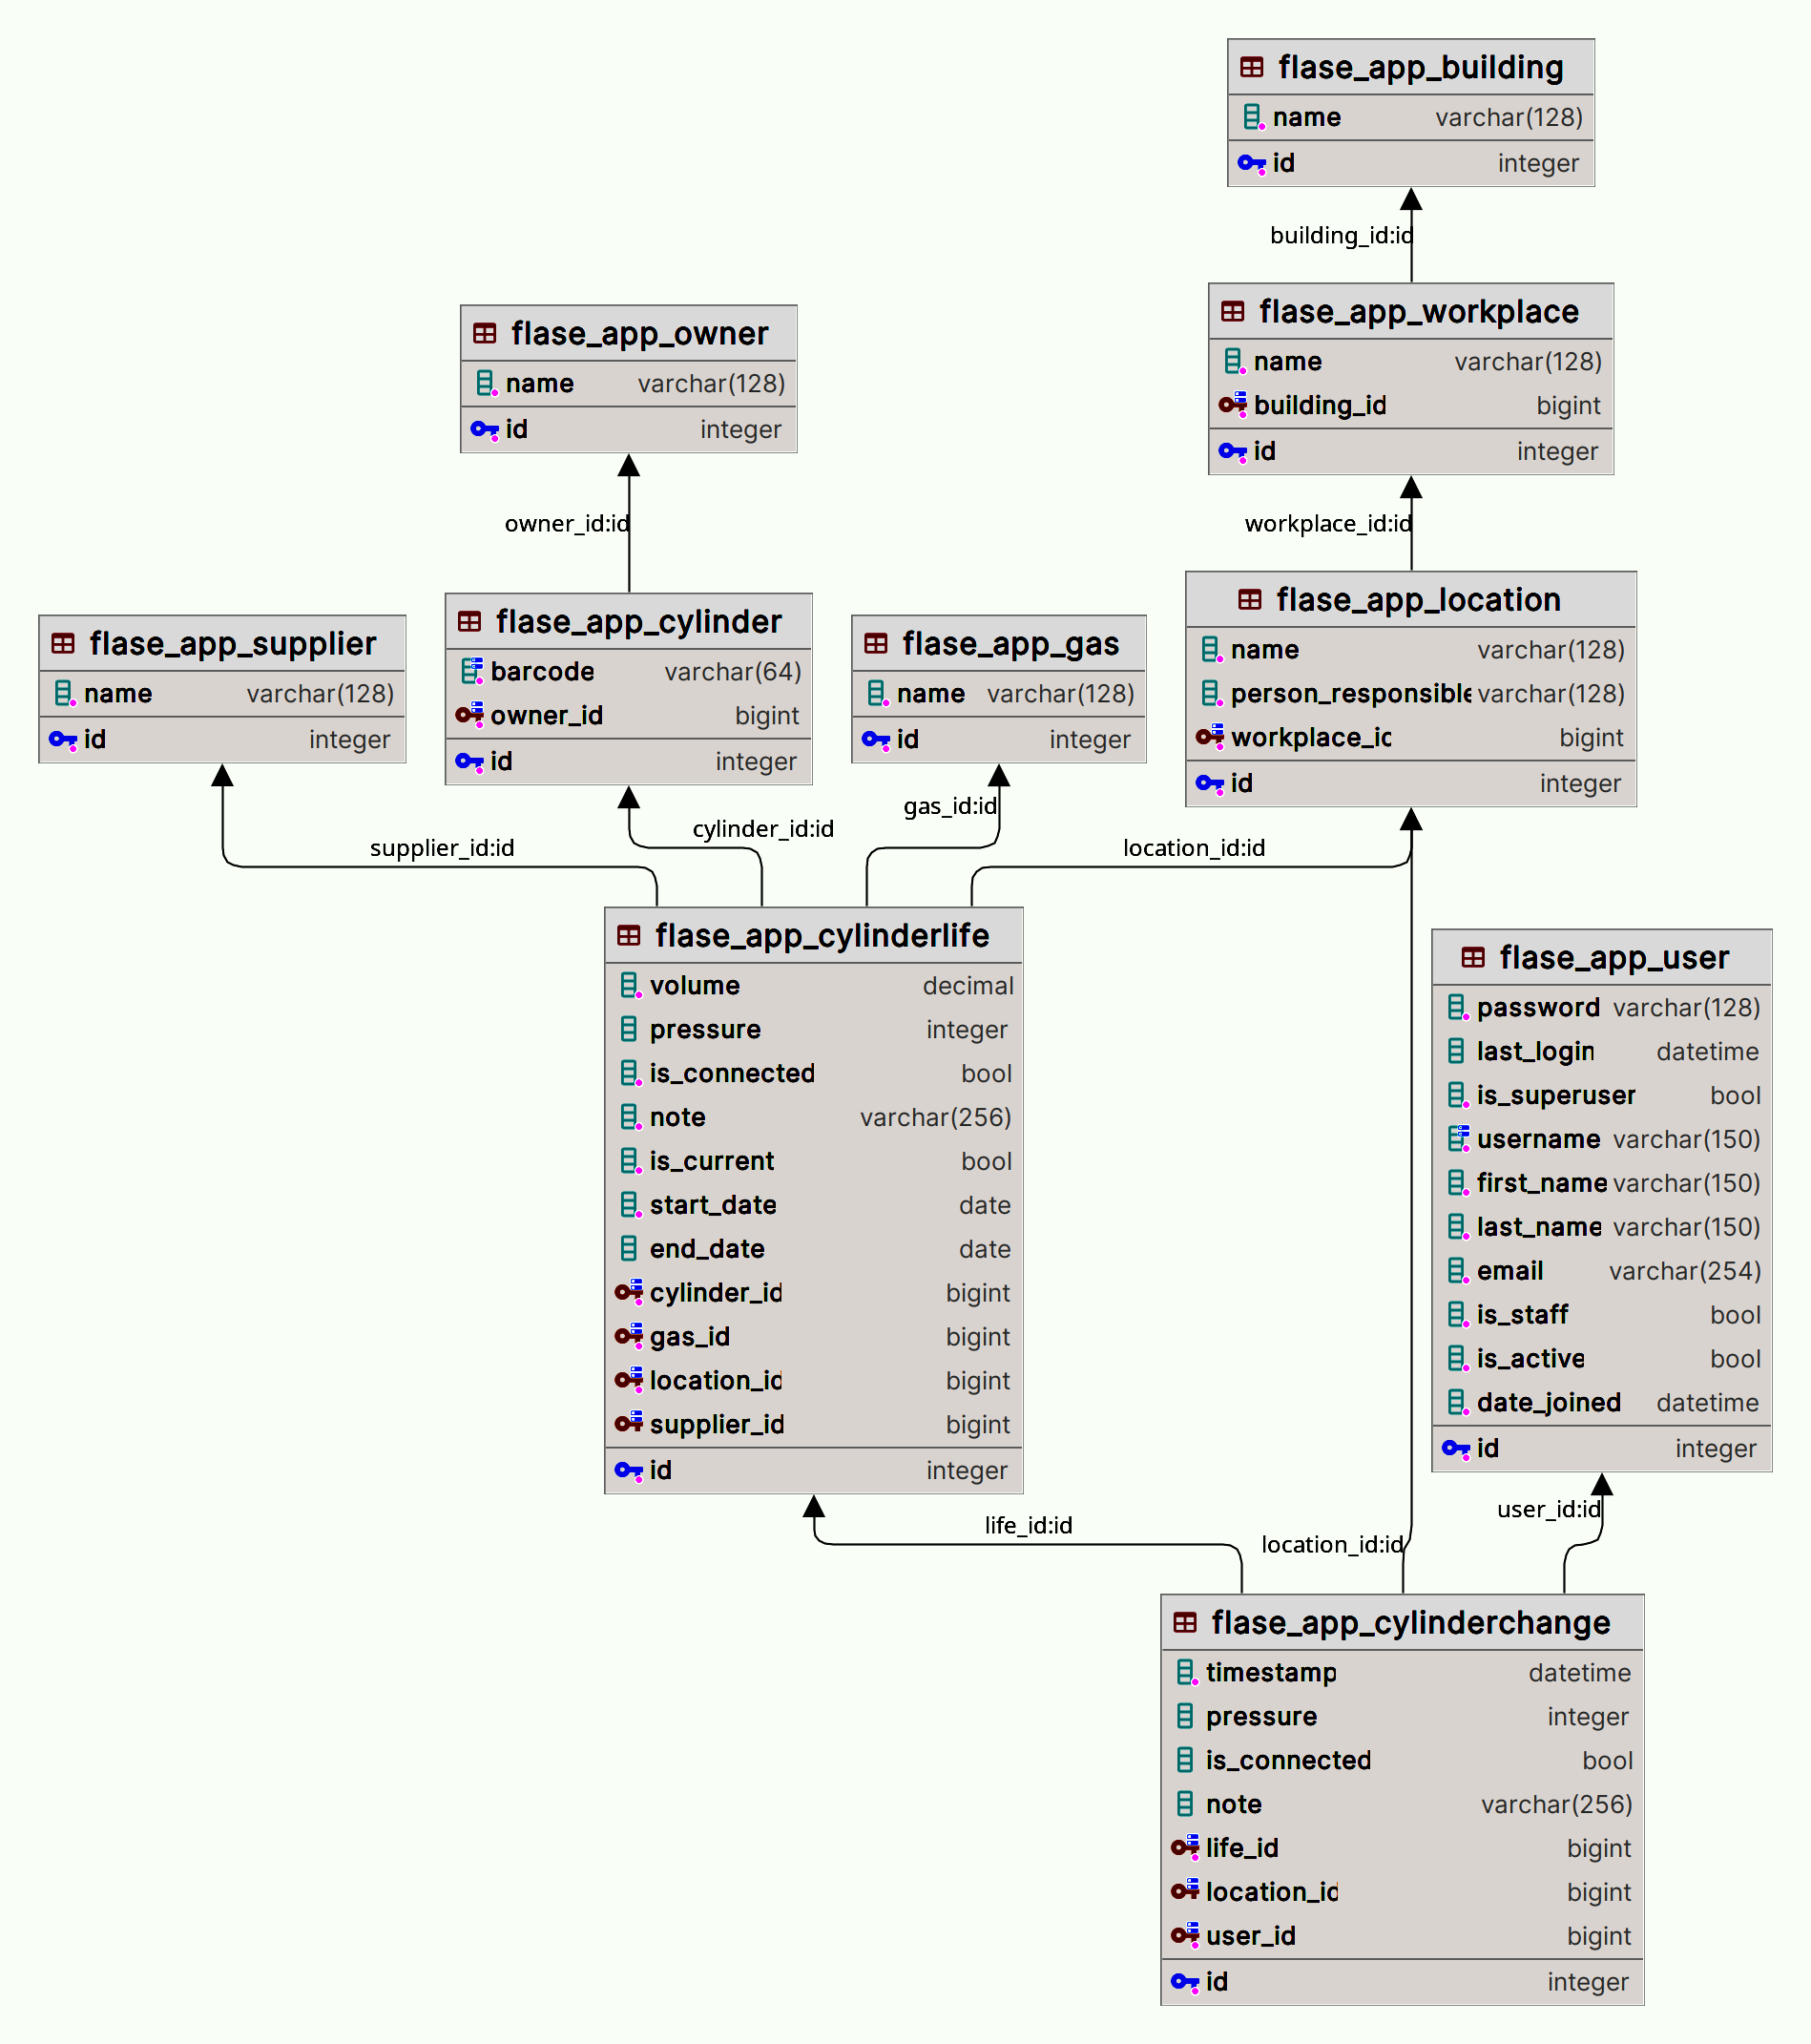 flase_app_building
name varchar(128)
id integer
building_id:id
flase_app_workplace
name varchar(128)
building_id bigint
id integer
workplace_id:id
flase_app_owner
name varchar(128)
id integer
owner_id:id
flase_app_supplier
name varchar(128)
id integer
supplier_id:id
flase_app_cylinder
barcode varchar(64)
owner_id bigint
id integer
cylinder_id:id
flase_app_gas
name varchar(128)
id integer
gas_id:id
flase_app_location
name varchar(128)
person_responsible varchar(128)
workplace_id bigint
id integer
location_id:id
flase_app_cylinderlife
volume decimal
pressure integer
is_connected bool
note varchar(256)
is_current bool
start_date date
end_date date
cylinder_id bigint
gas_id bigint
location_id bigint
supplier_id bigint
id integer
life_id:id
flase_app_user
password varchar(128)
last_login datetime
is_superuser bool
username varchar(150)
first_name varchar(150)
last_name varchar(150)
email varchar(254)
is_staff bool
is_active bool
date_joined datetime
id integer
user_id:id
location_id:id
flase_app_cylinderchange
timestamp datetime
pressure integer
is_connected bool
note varchar(256)
life_id bigint
location_id bigint
user_id bigint
id integer